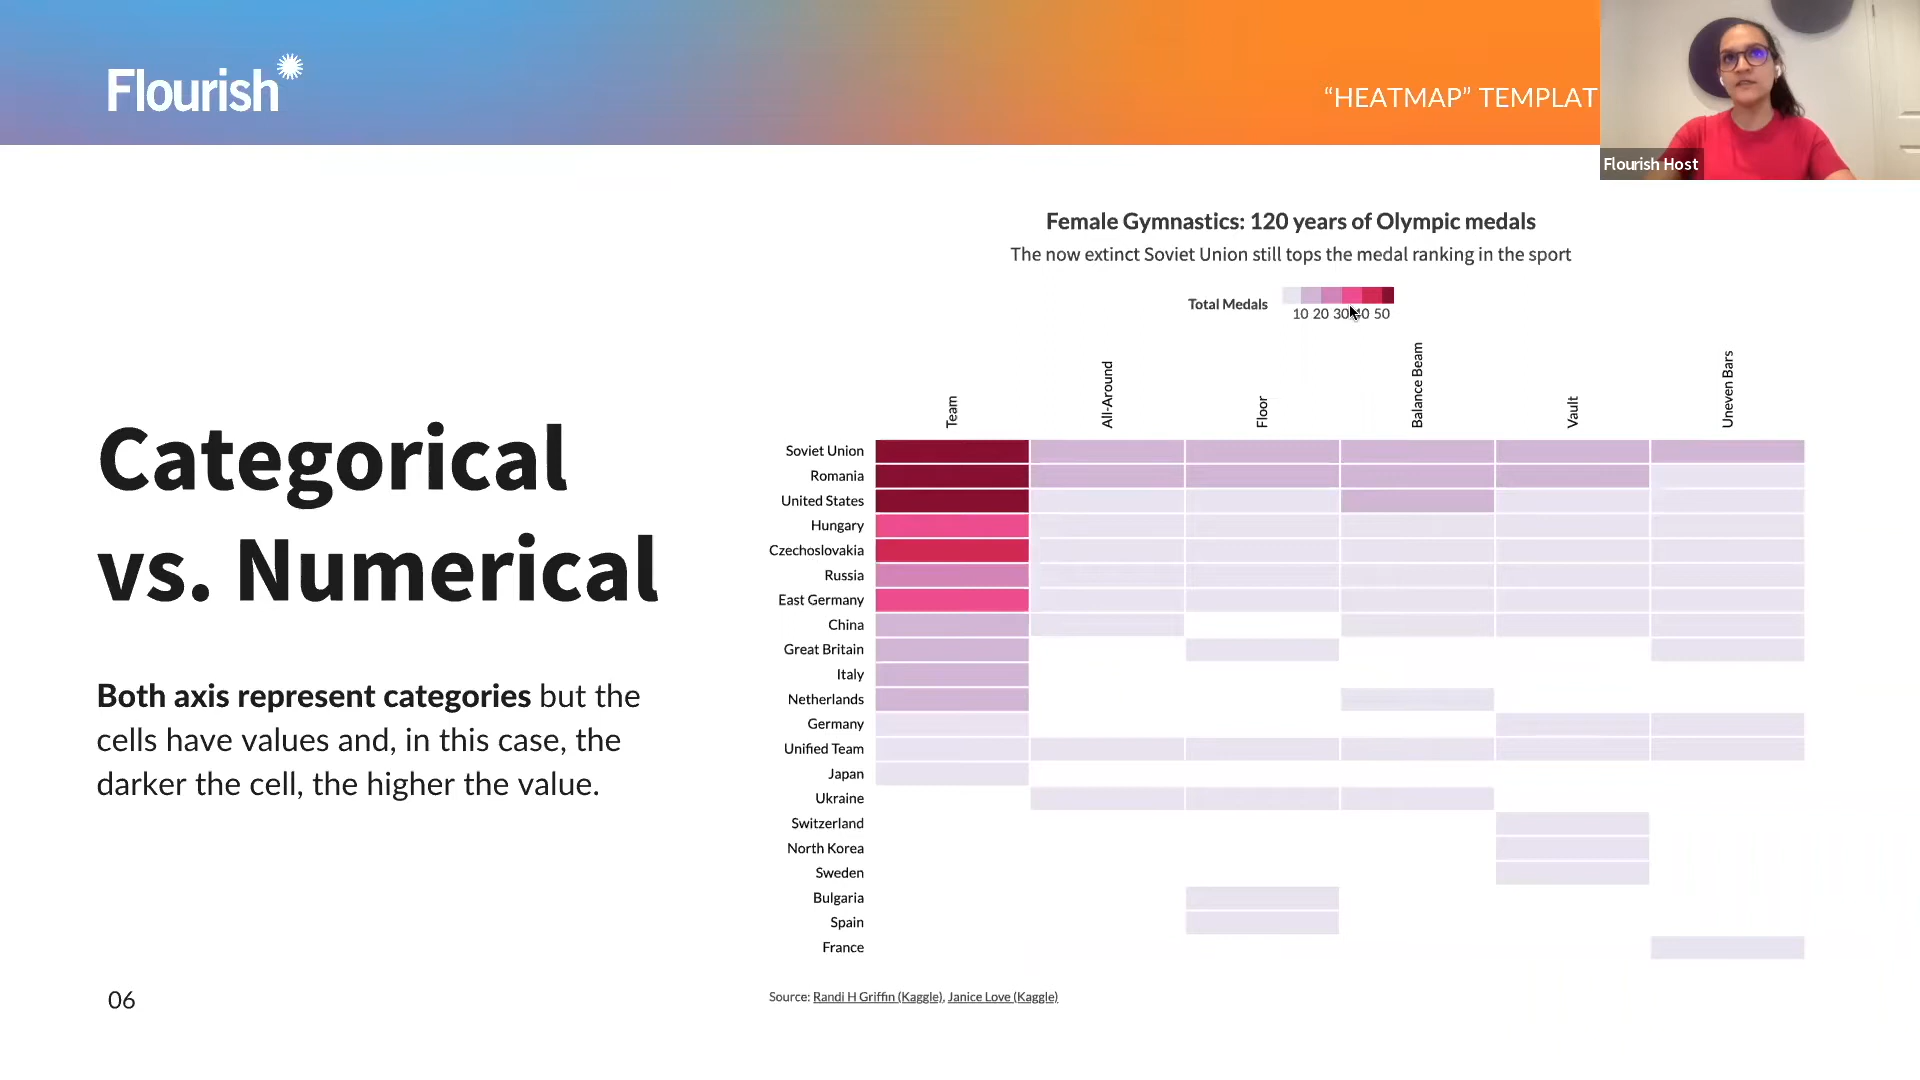 Flourish
“HEATMAP” TEMPLAT
Flourish Host
Female Gymnastics: 120 years of Olympic medals
The now extinct Soviet Union still tops the medal ranking in the sport
Total Medals
10 20 30 40 50
Team
All-Around
Floor
Balance Beam
Vault
Uneven Bars
Soviet Union
Romania
United States
Hungary
Czechoslovakia
Russia
East Germany
China
Great Britain
Italy
Netherlands
Germany
Unified Team
Japan
Ukraine
Switzerland
North Korea
Sweden
Bulgaria
Spain
France
Categorical
vs. Numerical
Both axis represent categories but the
cells have values and, in this case, the
darker the cell, the higher the value.
06
Source: Randi H Griffin (Kaggle), Janice Love (Kaggle)